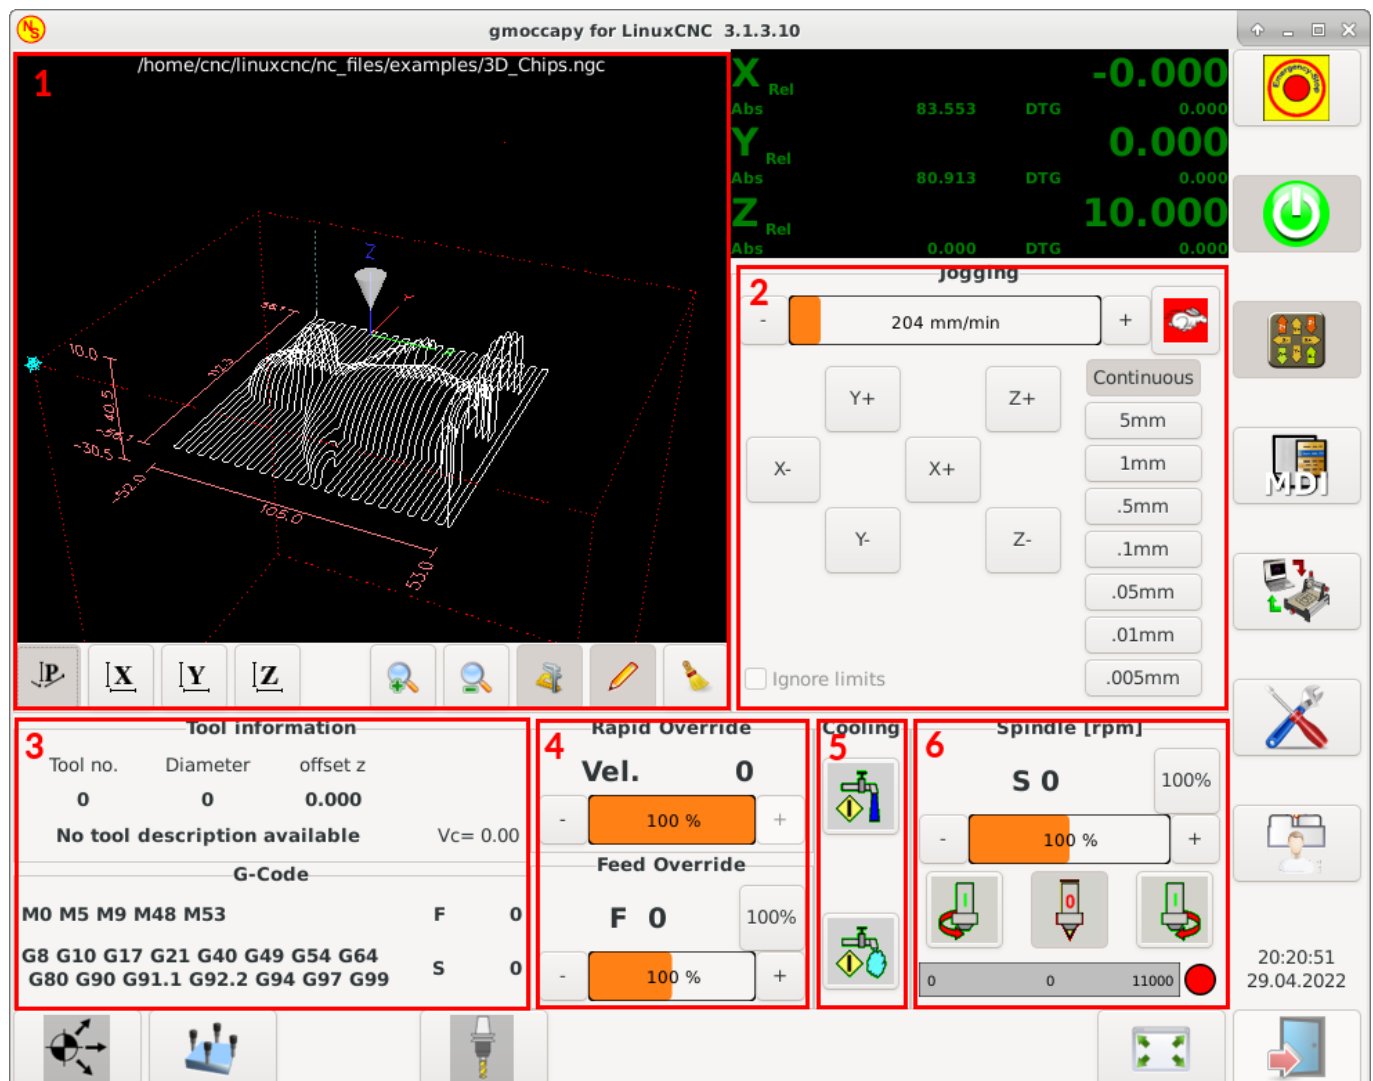 NS
gmoccapy for LinuxCNC 3.1.3.10
1
/home/cnc/linuxcnc/nc_files/examples/3D_Chips.ngc
Z
10.0
40.5
-30.5
-52.0
105.0
53.0
P
X
Y
Z
X Rel -0.000
Abs 83.553 DTG 0.000
Y Rel 0.000
Abs 80.913 DTG 0.000
Z Rel 10.000
Abs 0.000 DTG 0.000
Emergency-Stop
2
Jogging
- 204 mm/min +
Y+ Z+
X- X+
Y- Z-
Continuous
5mm
1mm
.5mm
.1mm
.05mm
.01mm
.005mm
Ignore limits
MDI
3
Tool information
Tool no. Diameter offset z
0 0 0.000
No tool description available Vc= 0.00
G-Code
M0 M5 M9 M48 M53 F 0
G8 G10 G17 G21 G40 G49 G54 G64
G80 G90 G91.1 G92.2 G94 G97 G99
S 0
4
Rapid Override
Vel. 0
- 100 % +
Feed Override
F 0 100%
- 100 % +
5
Cooling
6
Spindle [rpm]
S 0 100%
- 100 % +
I 0 I
0 0 11000
20:20:51
29.04.2022